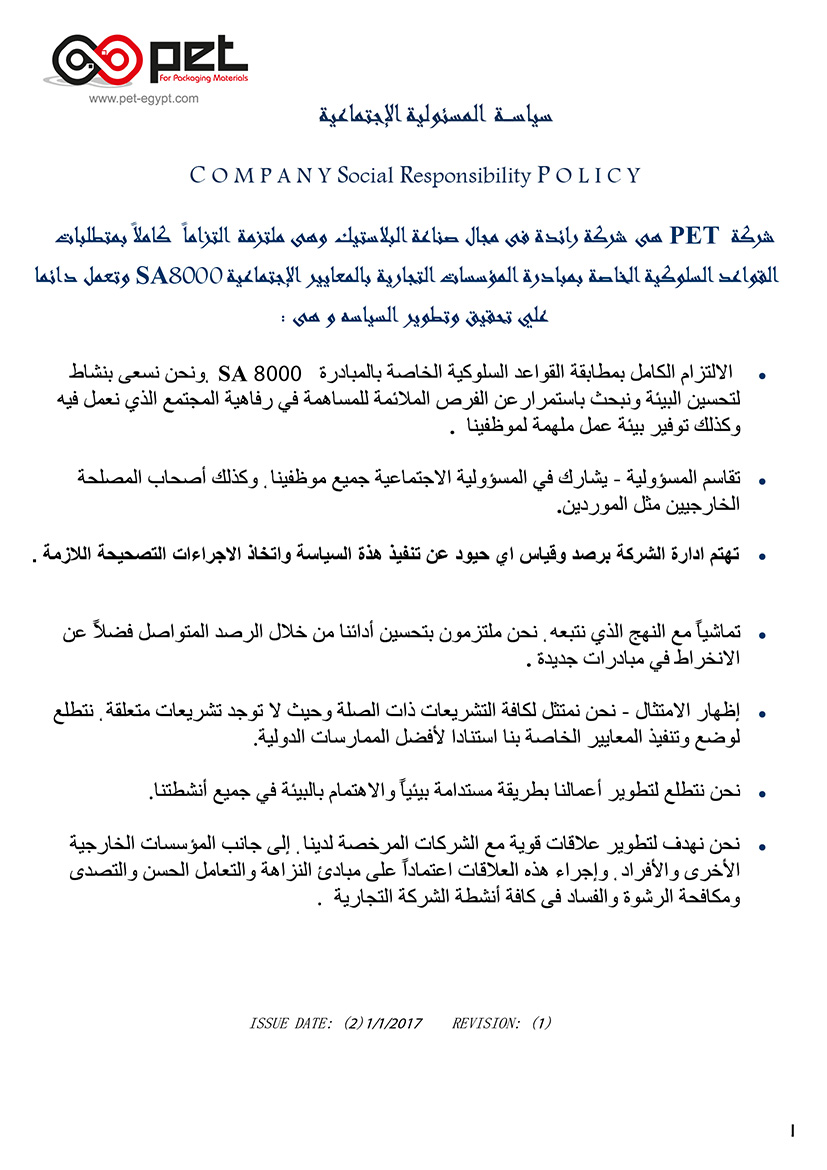 pet
For Packaging Materials
www.pet-egypt.com
سياسة المسئولية الإجتماعية
COMPANY Social Responsibility POLICY
شركة PET هى شركة رائدة فى مجال صناعة البلاستيك وهى ملتزمة التزاماً كاملاً بمتطلبات
القواعد السلوكية الخاصة بمبادرة المؤسسات التجارية بالمعايير الإجتماعية SA8000 وتعمل دائما
علي تحقيق وتطوير السياسه و هى :
• الالتزام الكامل بمطابقة القواعد السلوكية الخاصة بالمبادرة SA 8000 .ونحن نسعى بنشاط
لتحسين البيئة ونبحث باستمرارعن الفرص الملائمة للمساهمة في رفاهية المجتمع الذي نعمل فيه
وكذلك توفير بيئة عمل ملهمة لموظفينا .
• تقاسم المسؤولية - يشارك في المسؤولية الاجتماعية جميع موظفينا. وكذلك أصحاب المصلحة
الخارجيين مثل الموردين.
• تهتم ادارة الشركة برصد وقياس اي حيود عن تنفيذ هذة السياسة واتخاذ الاجراءات التصحيحة اللازمة .
• تماشياً مع النهج الذي نتبعه. نحن ملتزمون بتحسين أدائنا من خلال الرصد المتواصل فضلاً عن
الانخراط في مبادرات جديدة .
• إظهار الامتثال - نحن نمتثل لكافة التشريعات ذات الصلة وحيث لا توجد تشريعات متعلقة. نتطلع
لوضع وتنفيذ المعايير الخاصة بنا استنادا لأفضل الممارسات الدولية.
• نحن نتطلع لتطوير أعمالنا بطريقة مستدامة بيئياً والاهتمام بالبيئة في جميع أنشطتنا.
• نحن نهدف لتطوير علاقات قوية مع الشركات المرخصة لدينا. إلى جانب المؤسسات الخارجية
الأخرى والأفراد. وإجراء هذه العلاقات اعتماداً على مبادئ النزاهة والتعامل الحسن والتصدى
ومكافحة الرشوة والفساد فى كافة أنشطة الشركة التجارية .
ISSUE DATE: (2)1/1/2017 REVISION: (1)
1